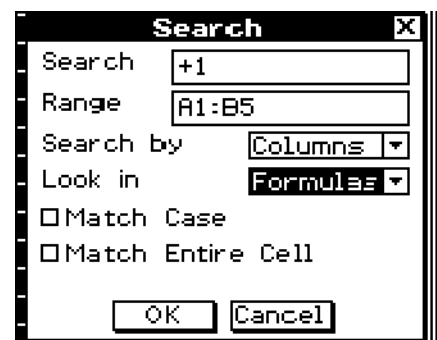 Search X
Search +1
Range A1:B5
Search by Columns
Look in Formulas
Match Case
Match Entire Cell
OK Cancel